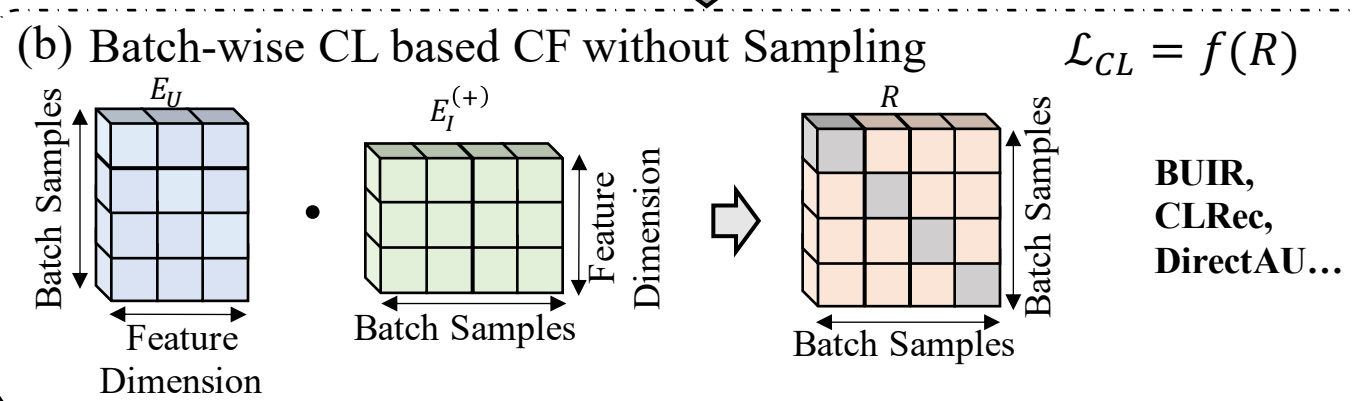 (b) Batch-wise CL based CF without Sampling
ℒ_CL = f(R)
E_U
E_I^(+)
R
Batch Samples
Feature
Dimension
•
Batch Samples
Feature
Dimension
Batch Samples
Batch Samples
BUIR,
CLRec,
DirectAU…